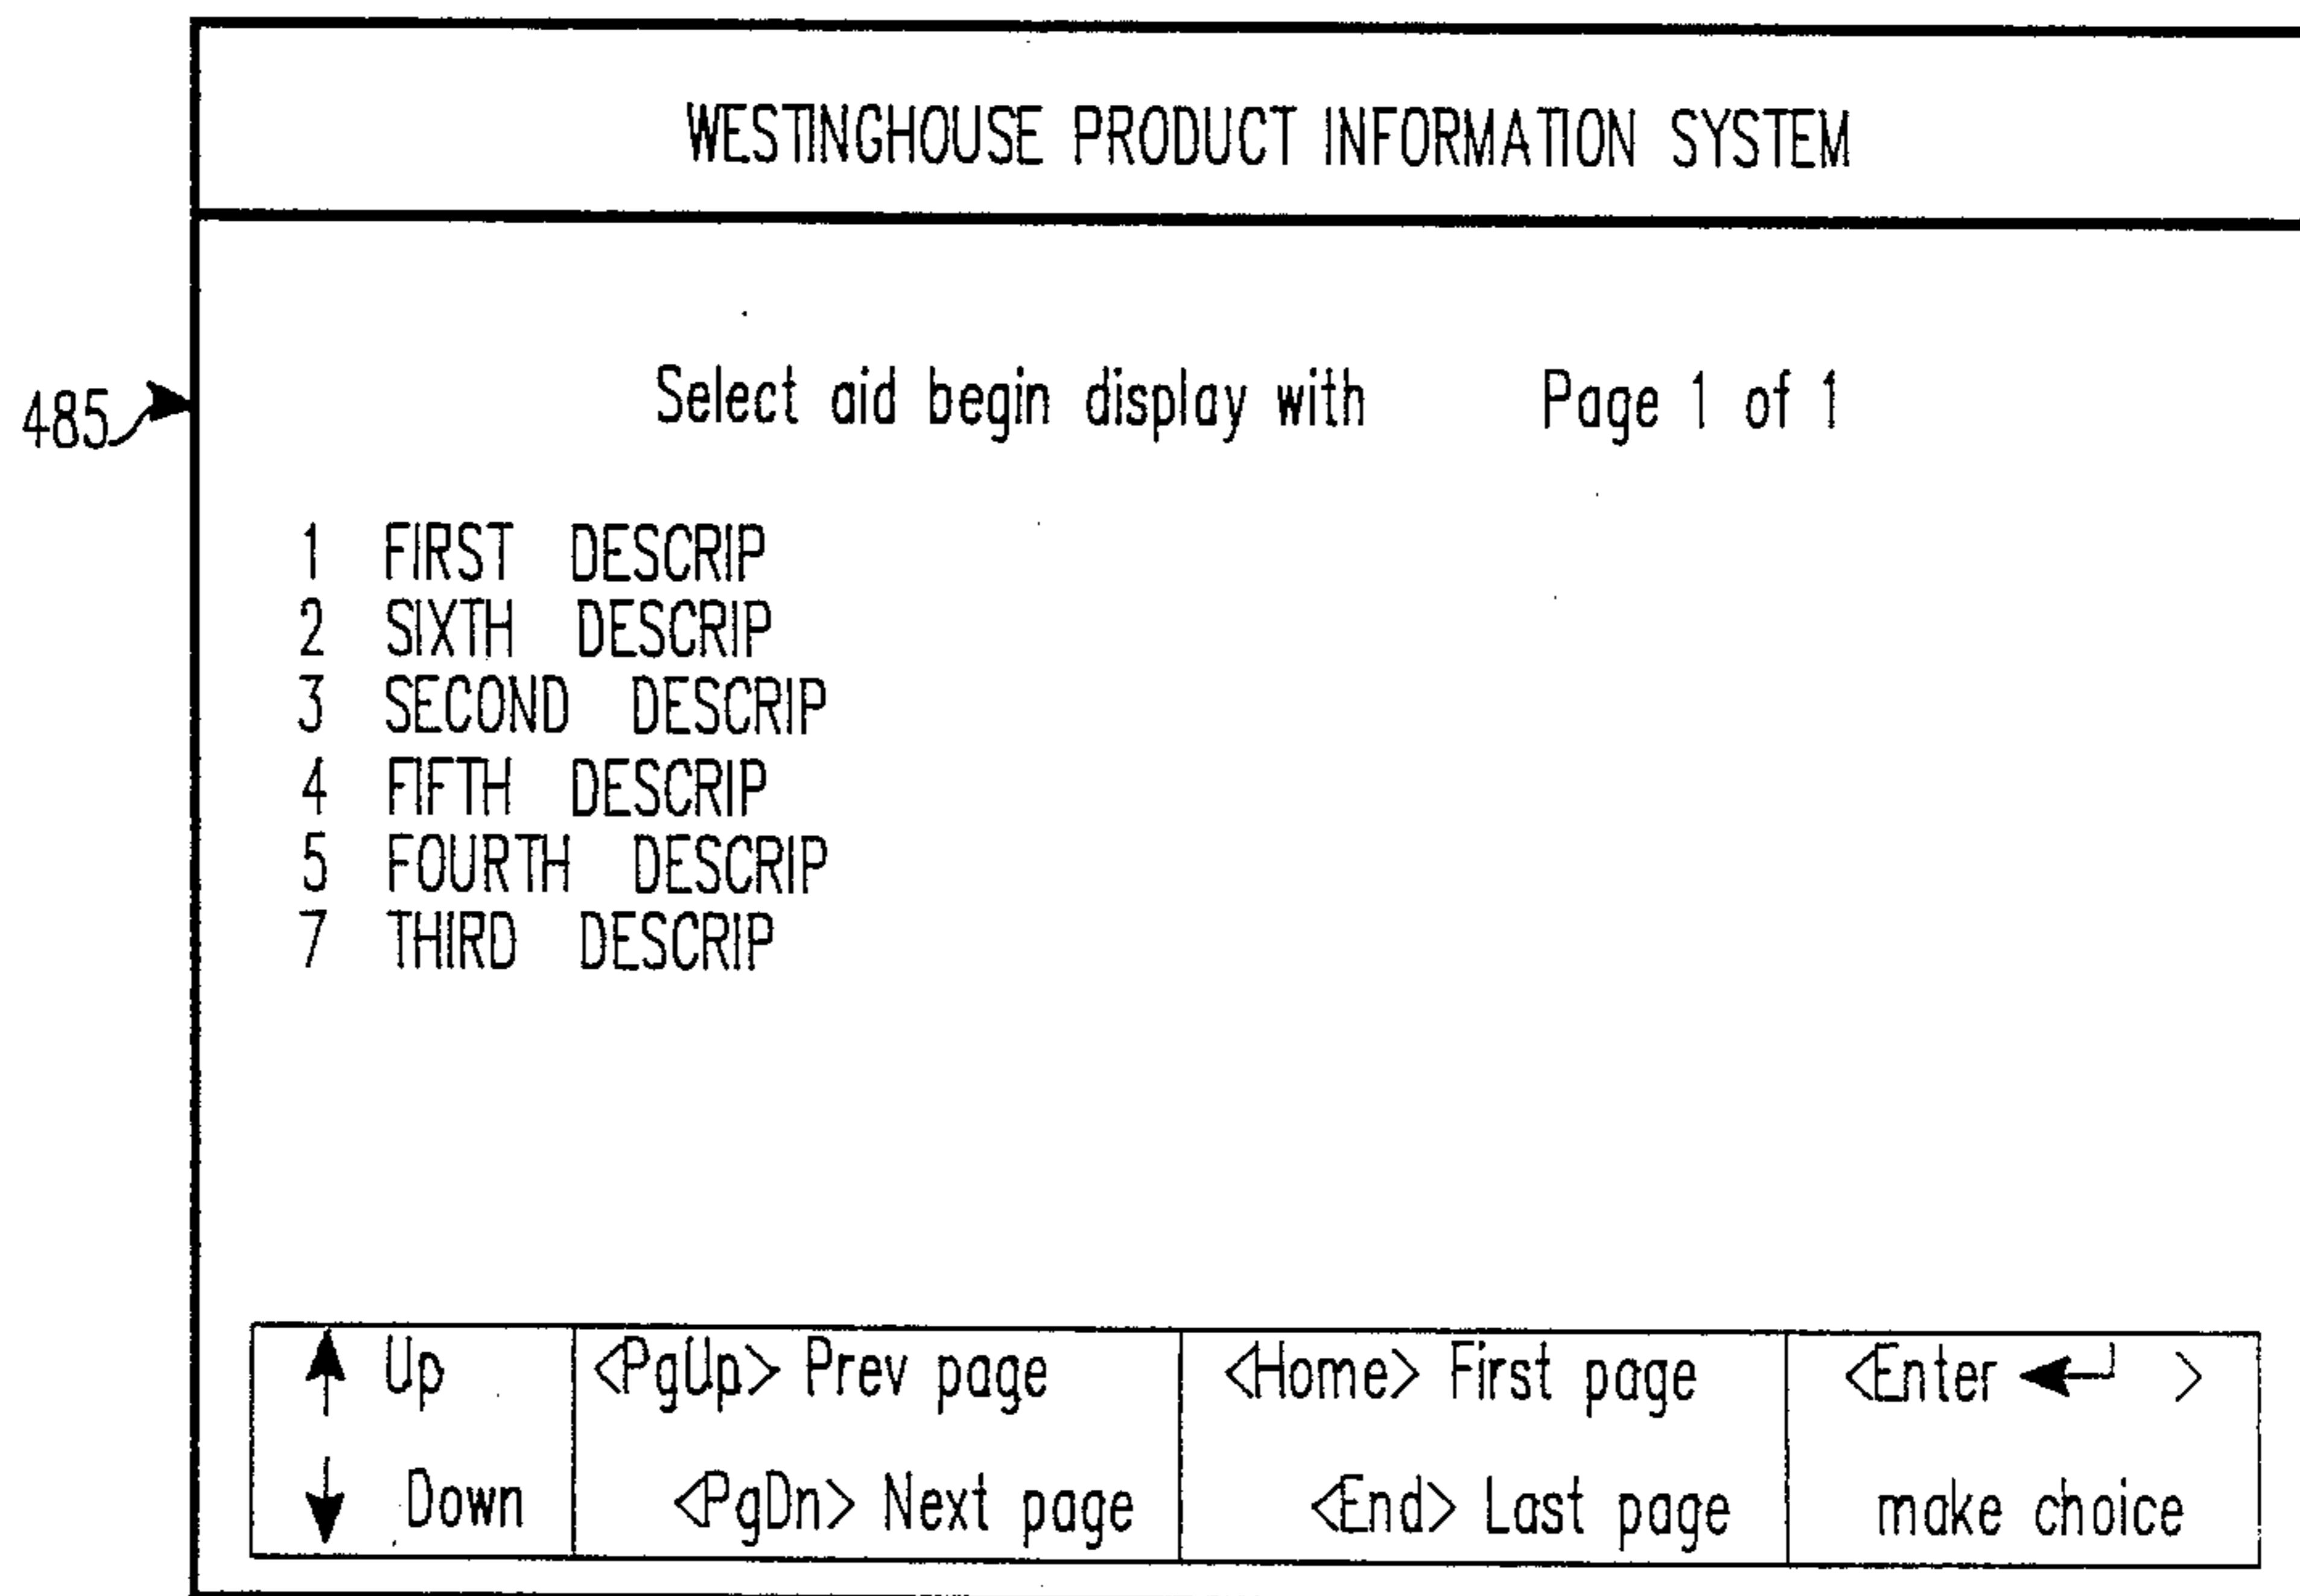 WESTINGHOUSE PRODUCT INFORMATION SYSTEM
485
Select aid begin display with Page 1 of 1
1 FIRST DESCRIP
2 SIXTH DESCRIP
3 SECOND DESCRIP
4 FIFTH DESCRIP
5 FOURTH DESCRIP
7 THIRD DESCRIP
↑ Up <PgUp> Prev page <Home> First page <Enter ↵ >
↓ Down <PgDn> Next page <End> Last page make choice